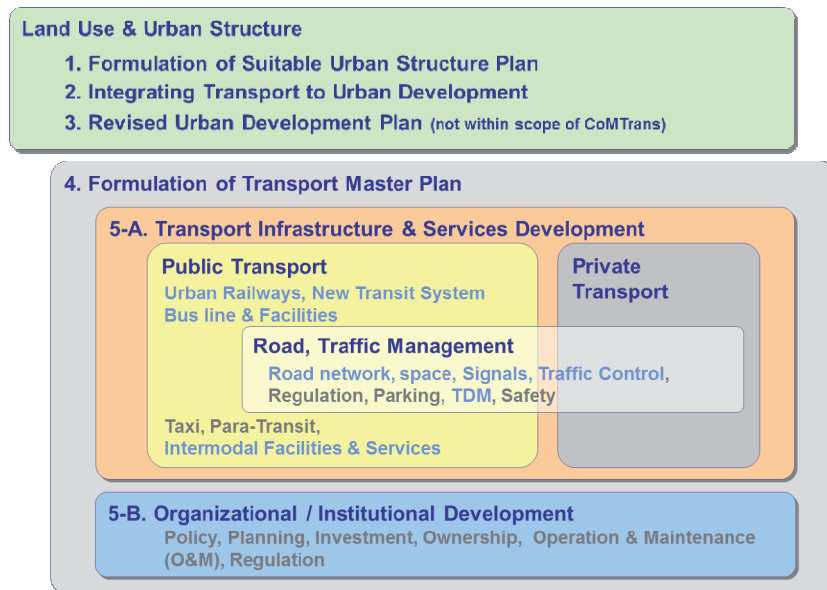 Land Use & Urban Structure
1. Formulation of Suitable Urban Structure Plan
2. Integrating Transport to Urban Development
3. Revised Urban Development Plan (not within scope of CoMTrans)
4. Formulation of Transport Master Plan
5-A. Transport Infrastructure & Services Development
Public Transport
Urban Railways, New Transit System
Bus line & Facilities
Private
Transport
Road, Traffic Management
Road network, space, Signals, Traffic Control,
Regulation, Parking, TDM, Safety
Taxi, Para-Transit,
Intermodal Facilities & Services
5-B. Organizational / Institutional Development
Policy, Planning, Investment, Ownership, Operation & Maintenance
(O&M), Regulation